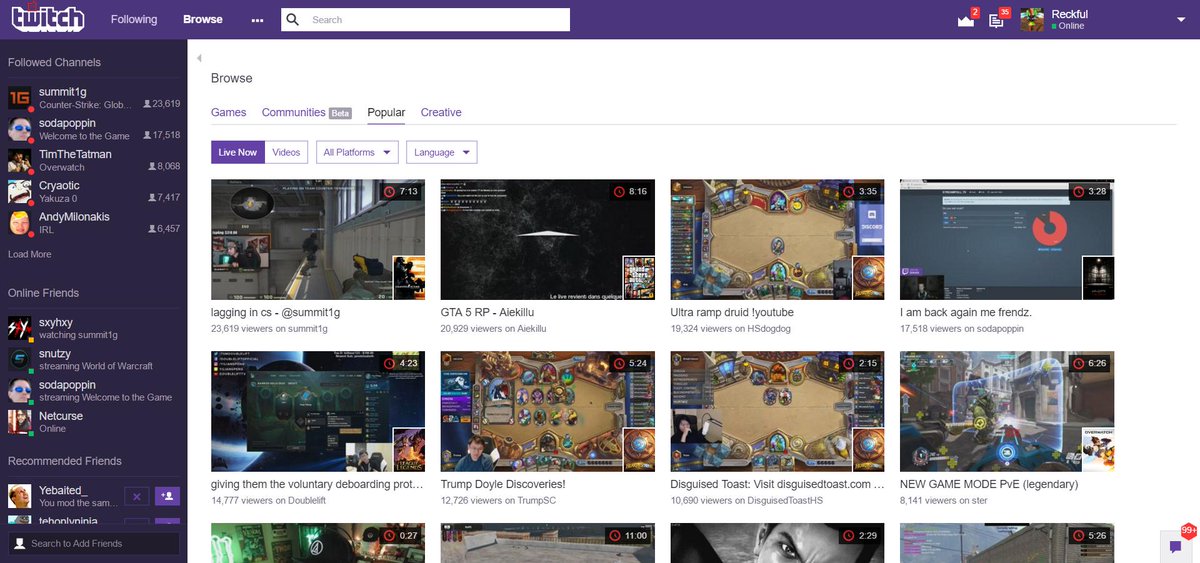 twitch
Following
Browse
...
Search
2
35
Reckful
Online
Followed Channels
summit1g
Counter-Strike: Glob...
23,619
sodapoppin
Welcome to the Game
17,518
TimTheTatman
Overwatch
8,068
Cryaotic
Yakuza 0
7,417
AndyMilonakis
IRL
6,457
Load More
Online Friends
sxyhxy
watching summit1g
snutzy
streaming World of Warcraft
sodapoppin
streaming Welcome to the Game
Netcurse
Online
Recommended Friends
Yebaited_
You mod the sam...
tehonlyninja
Search to Add Friends
Browse
Games
Communities Beta
Popular
Creative
Live Now
Videos
All Platforms
Language
7:13
8:16
3:35
3:28
DISCORD
Le live revient dans quelque
lagging in cs - @summit1g
23,619 viewers on summit1g
GTA 5 RP - Aiekillu
20,929 viewers on Aiekillu
Ultra ramp druid !youtube
19,324 viewers on HSdogdog
I am back again me frendz.
17,518 viewers on sodapoppin
4:23
5:24
2:15
6:26
giving them the voluntary deboarding prot...
14,777 viewers on Doublelift
Trump Doyle Discoveries!
12,726 viewers on TrumpSC
Disguised Toast: Visit disguisedtoast.com ...
10,690 viewers on DisguisedToastHS
NEW GAME MODE PvE (legendary)
8,141 viewers on ster
0:27
11:00
2:29
5:26
99+